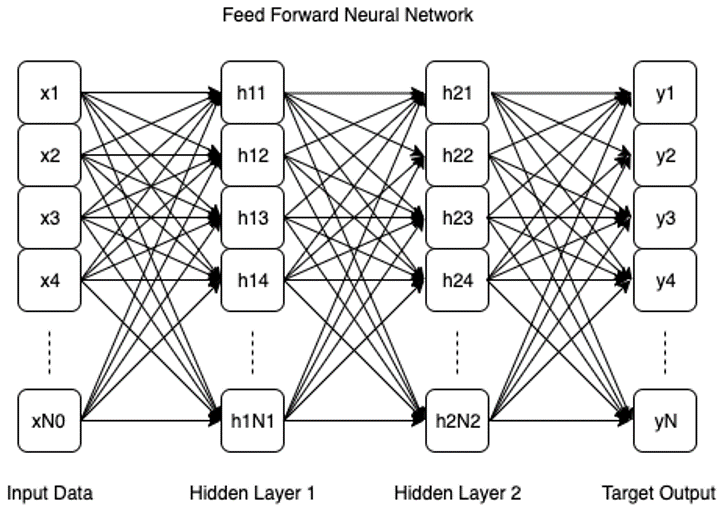 Feed Forward Neural Network
x1 h11 h21 y1
x2 h12 h22 y2
x3 h13 h23 y3
x4 h14 h24 y4
xN0 h1N1 h2N2 yN
Input Data Hidden Layer 1 Hidden Layer 2 Target Output